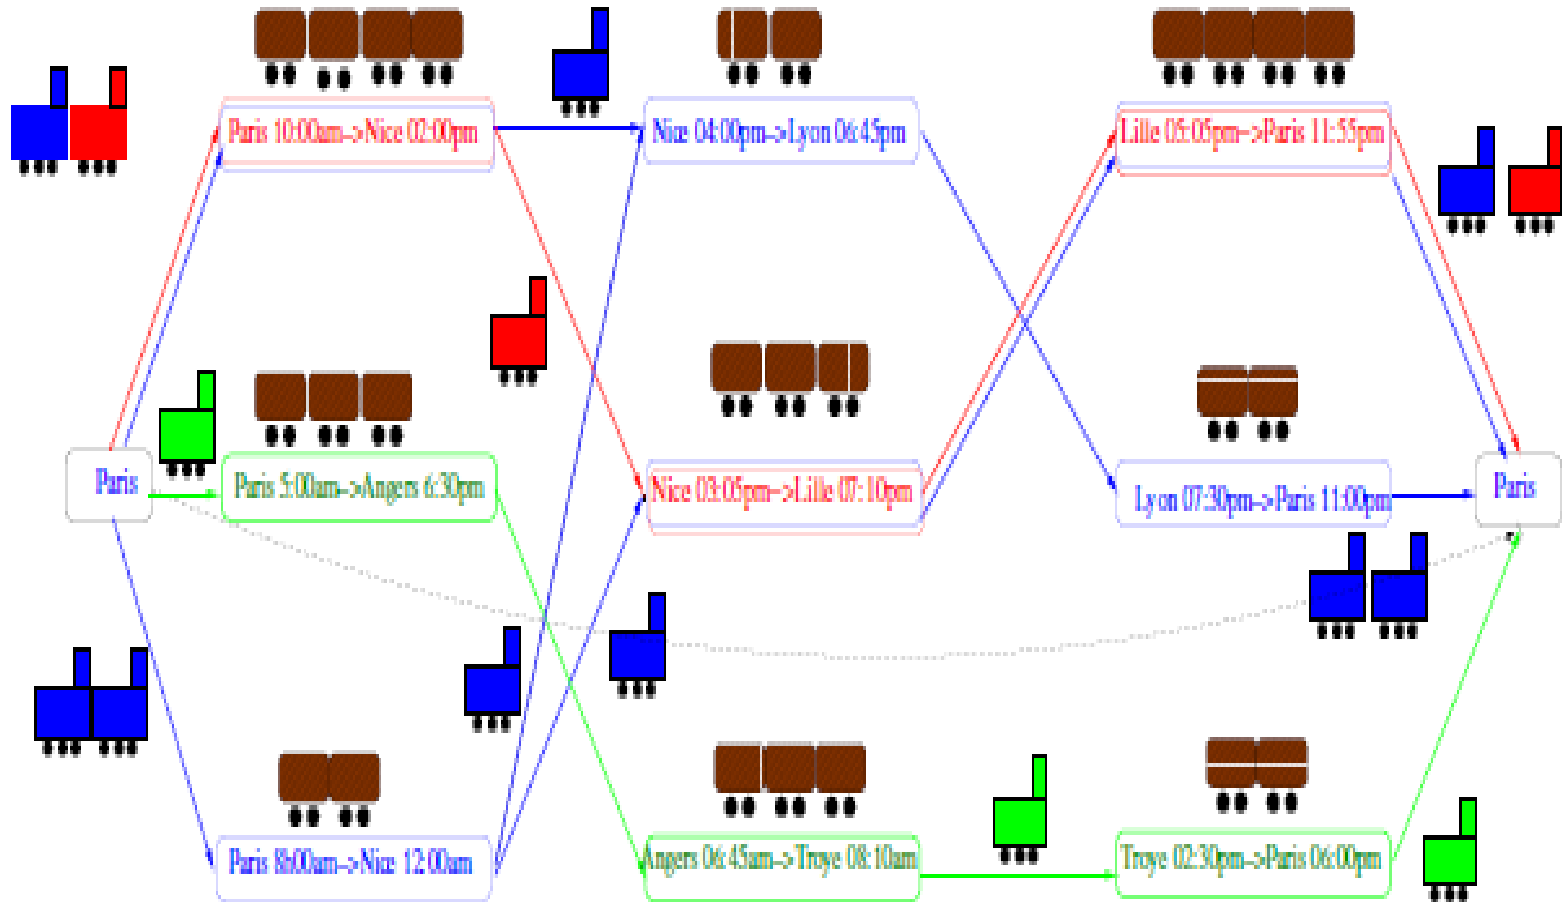 Paris 10:00am-->Nice 02:00pm
Nice 04:00pm-->Lyon 06:45pm
Lille 05:05pm-->Paris 11:55pm
Paris
Paris 5:00am-->Angers 6:30pm
Nice 03:05pm-->Lille 07:10pm
Lyon 07:30pm-->Paris 11:00pm
Paris
Paris 8h00am-->Nice 12:00am
Angers 06:45am-->Troye 08:10am
Troye 02:30pm-->Paris 06:00pm